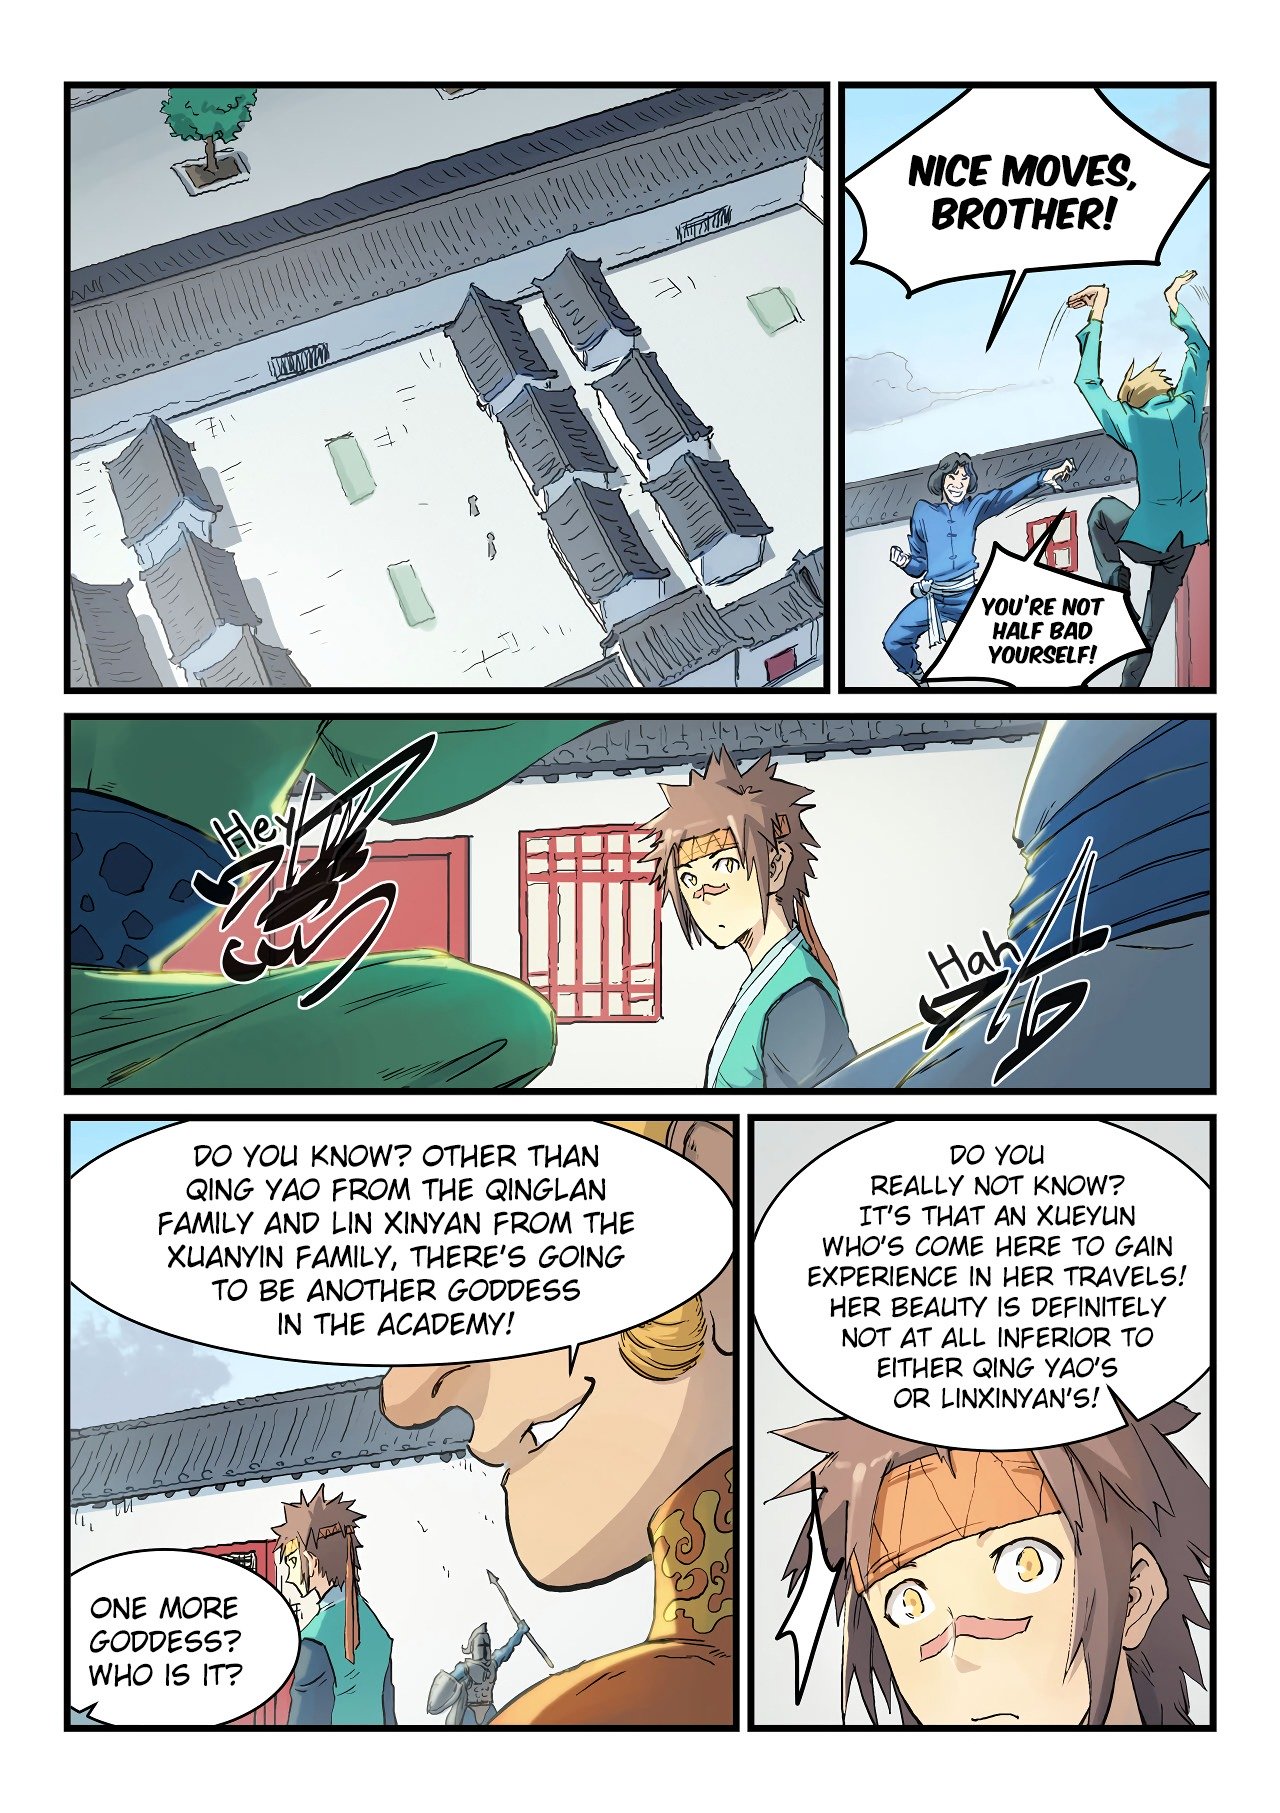 NICE MOVES,
BROTHER!
YOU'RE NOT
HALF BAD
YOURSELF!
Hey
Hah
DO YOU KNOW? OTHER THAN
QING YAO FROM THE QINGLAN
FAMILY AND LIN XINYAN FROM THE
XUANYIN FAMILY, THERE'S GOING
TO BE ANOTHER GODDESS
IN THE ACADEMY!
ONE MORE
GODDESS?
WHO IS IT?
DO YOU
REALLY NOT KNOW?
IT'S THAT AN XUEYUN
WHO'S COME HERE TO GAIN
EXPERIENCE IN HER TRAVELS!
HER BEAUTY IS DEFINITELY
NOT AT ALL INFERIOR TO
EITHER QING YAO'S
OR LINXINYAN'S!